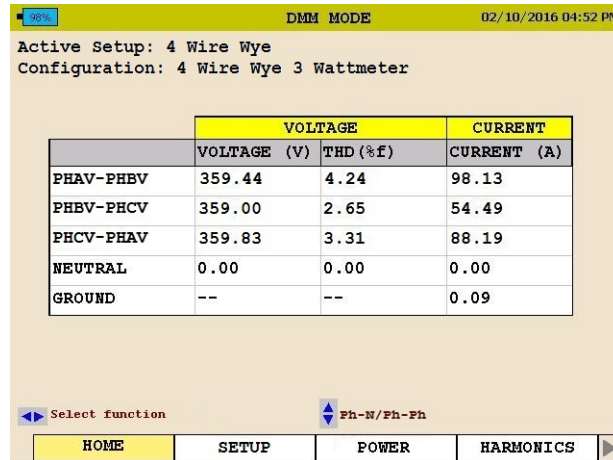 98% DMM MODE 02/10/2016 04:52 PM
Active Setup: 4 Wire Wye
Configuration: 4 Wire Wye 3 Wattmeter
VOLTAGE CURRENT
VOLTAGE (V) THD(%f) CURRENT (A)
PHAV-PHBV 359.44 4.24 98.13
PHBV-PHCV 359.00 2.65 54.49
PHCV-PHAV 359.83 3.31 88.19
NEUTRAL 0.00 0.00 0.00
GROUND -- -- 0.09
Select function Ph-N/Ph-Ph
HOME SETUP POWER HARMONICS